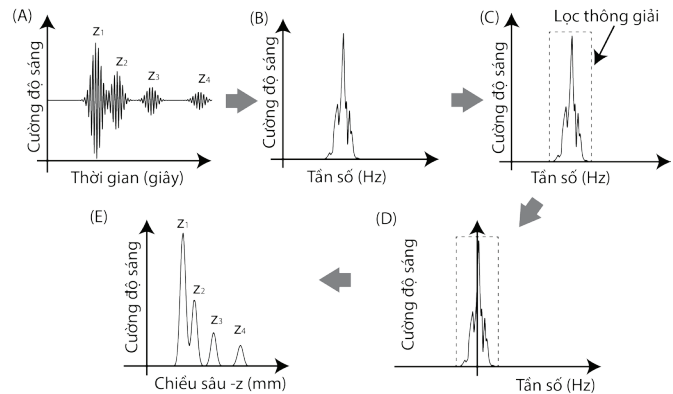 (A)
Z1
Z2
Z3
Z4
Cường độ sáng
Thời gian (giây)
(B)
Cường độ sáng
Tần số (Hz)
(C)
Lọc thông giải
Cường độ sáng
Tần số (Hz)
(E)
Z1
Z2
Z3
Z4
Cường độ sáng
Chiều sâu -z (mm)
(D)
Cường độ sáng
Tần số (Hz)